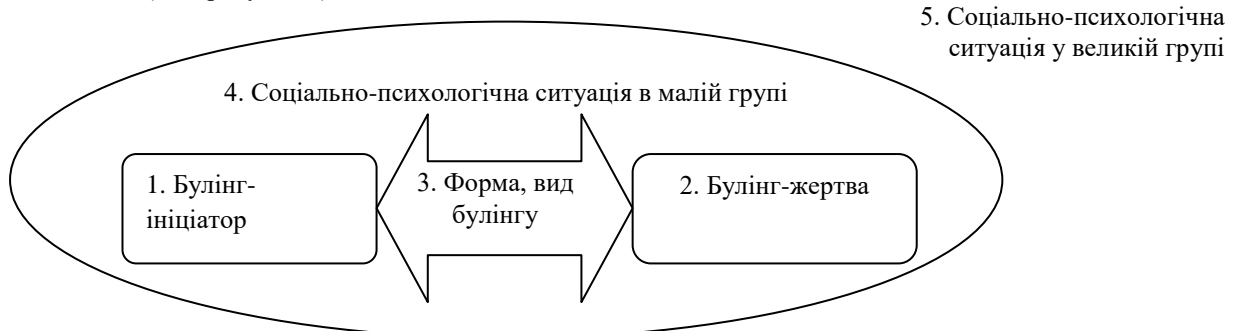 5. Соціально-психологічна
ситуація у великій групі
4. Соціально-психологічна ситуація в малій групі
1. Булінг-
ініціатор
3. Форма, вид
булінгу
2. Булінг-жертва